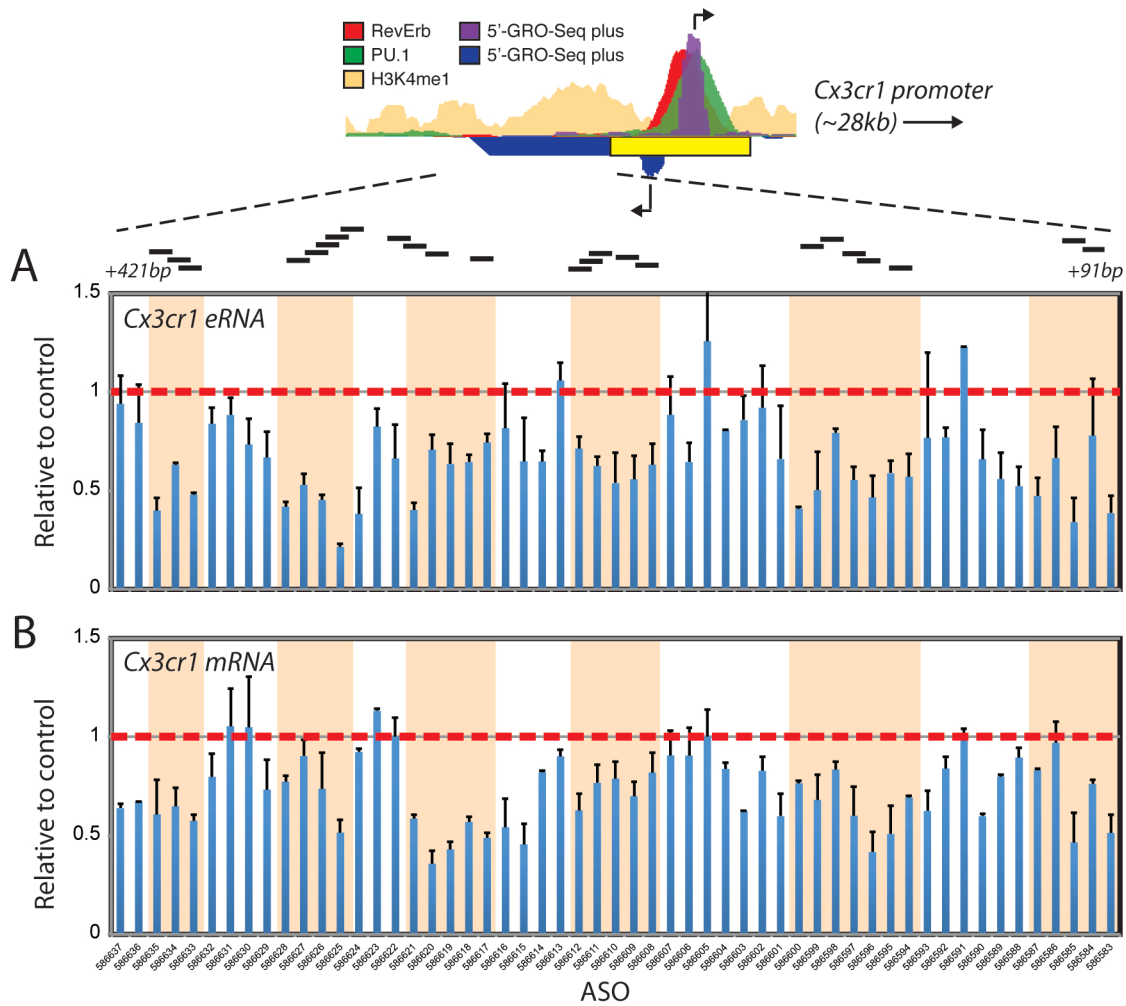 RevErb
5'-GRO-Seq plus
PU.1
5'-GRO-Seq plus
H3K4me1
Cx3cr1 promoter
(~28kb)
A
+421bp
+91bp
1.5
Cx3cr1 eRNA
1
Relative to control
0.5
0
B
1.5
Cx3cr1 mRNA
1
Relative to control
0.5
0
586637 586636 586635 586634 586633 586632 586631 586630 586629 586628 586627 586626 586625 586624 586623 586622 586621 586620 586619 586618 586617 586616 586615 586614 586613 586612 586611 586610 586609 586608 586607 586606 586605 586604 586603 586602 586601 586600 586599 586598 586597 586596 586595 586594 586593 586592 586591 586590 586589 586588 586587 586586 586585 586584 586583
ASO